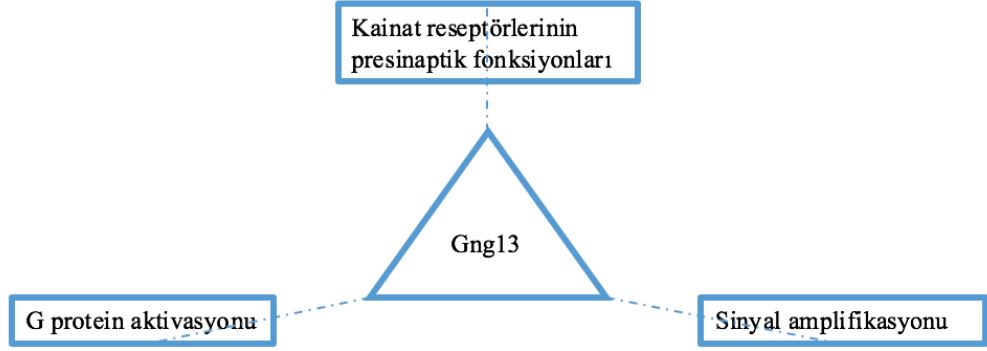 Kainat reseptörlerinin
presinaptik fonksiyonları
Gng13
G protein aktivasyonu
Sinyal amplifikasyonu